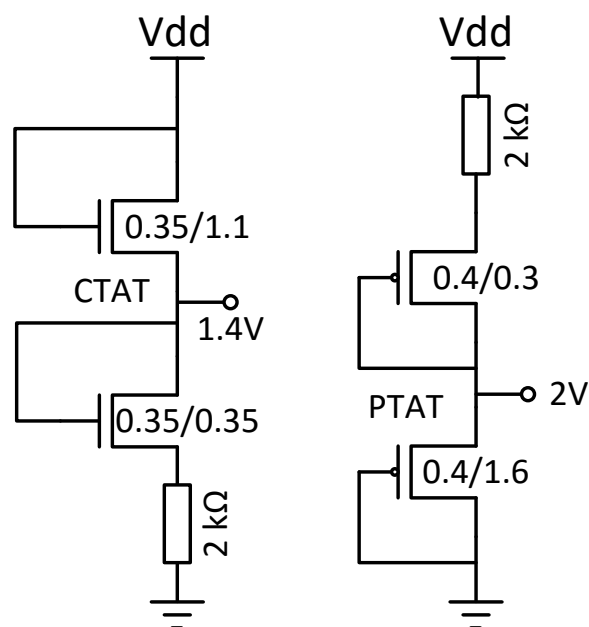 Vdd
0.35/1.1
CTAT
1.4V
0.35/0.35
2 kΩ
Vdd
2 kΩ
0.4/0.3
2V
PTAT
0.4/1.6